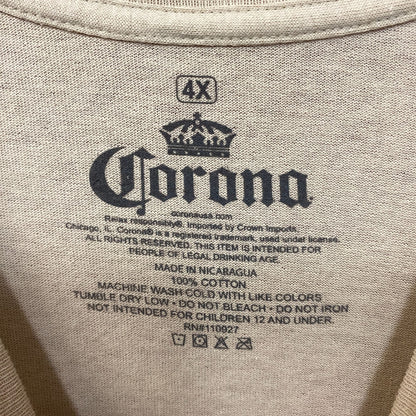 4X
Corona
coronausa.com
Relax responsibly®. Imported by Crown Imports.
Chicago, IL. Corona® is a registered trademark, used under license.
ALL RIGHTS RESERVED. THIS ITEM IS INTENDED FOR
PEOPLE OF LEGAL DRINKING AGE.
MADE IN NICARAGUA
100% COTTON
MACHINE WASH COLD WITH LIKE COLORS
TUMBLE DRY LOW • DO NOT BLEACH • DO NOT IRON
NOT INTENDED FOR CHILDREN 12 AND UNDER.
RN#110927